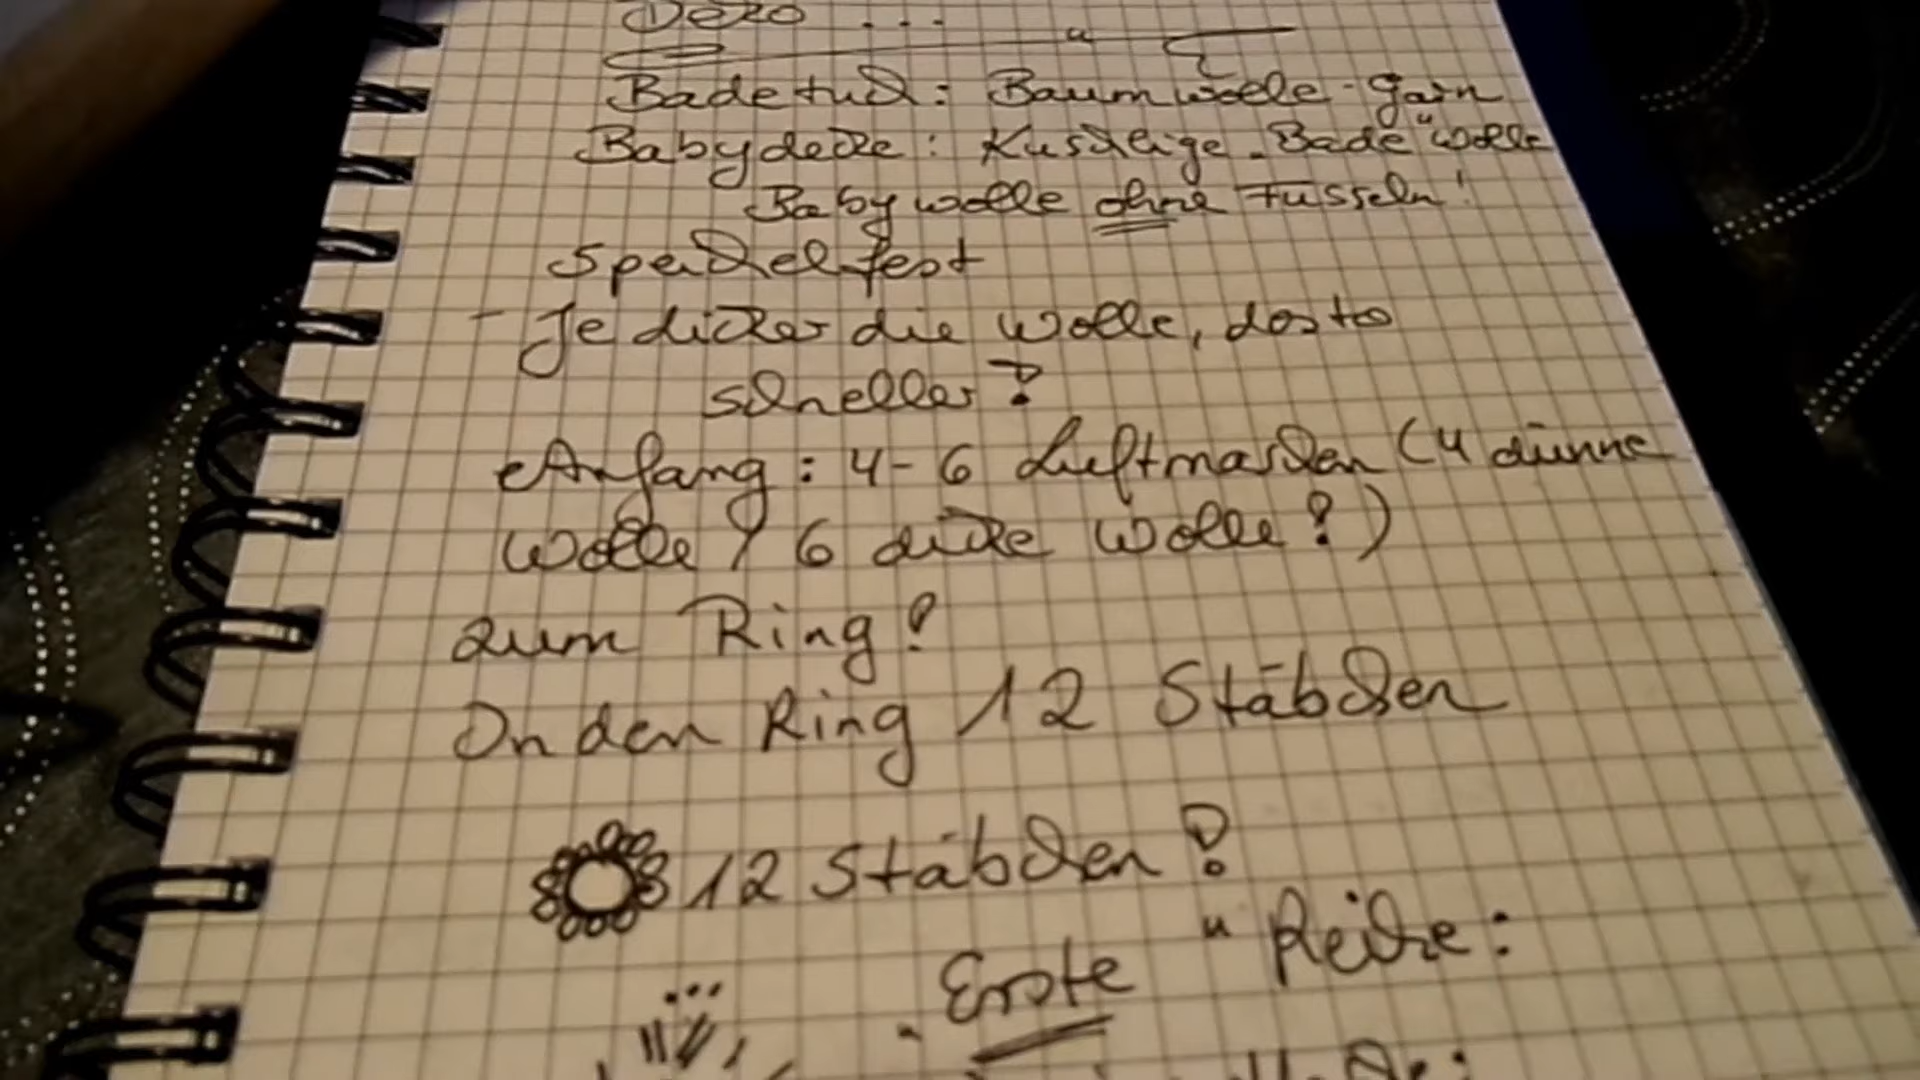 Deko ...
Badetuch: Baumwolle-Garn
Babydecke: Kuschelige "Bade" Wolle
Babywolle ohne Fusseln!
Speichelfest
- Je dicker die Wolle, desto
schneller!
Anfang: 4-6 Luftmaschen (4 dünne
Wolle / 6 dicke Wolle!)
zum Ring!
In den Ring 12 Stäbchen
12 Stäbchen!
"Erste" Reihe: